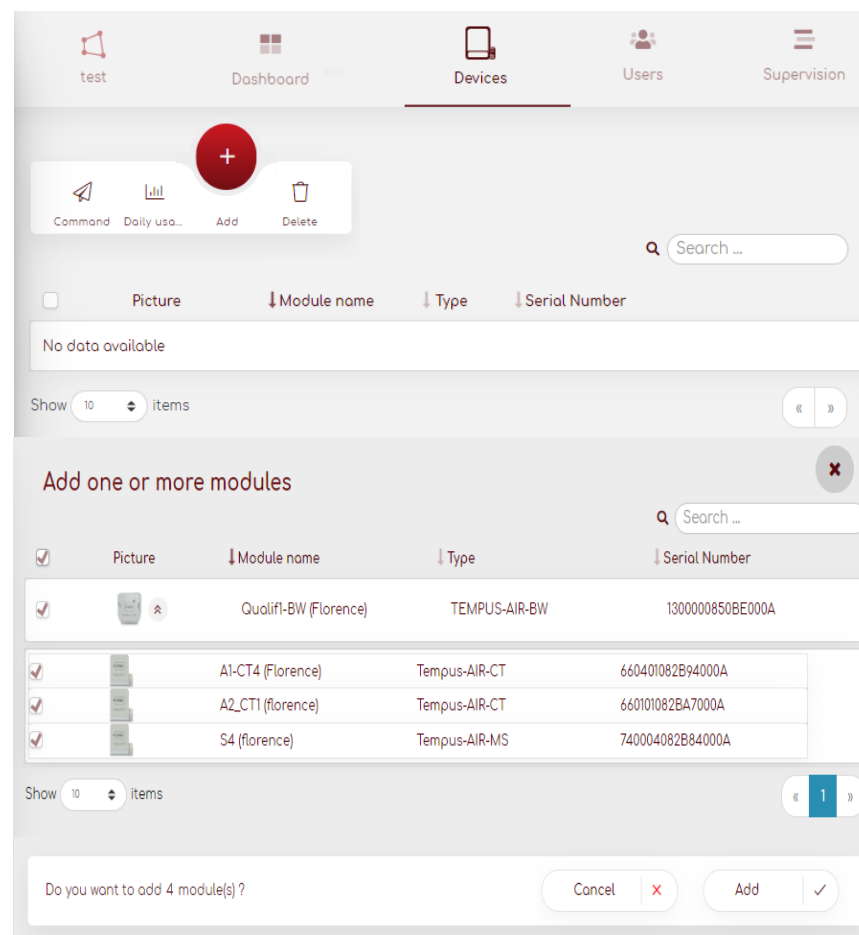 test Dashboard Devices Users Supervision
+
Command Daily usa... Add Delete
Search ...
Picture Module name Type Serial Number
No data available
Show 10 items « »
Add one or more modules
Search ...
Picture Module name Type Serial Number
Qualif1-BW (Florence) TEMPUS-AIR-BW 1300000850BE000A
A1-CT4 (Florence) Tempus-AIR-CT 660401082B94000A
A2_CT1 (florence) Tempus-AIR-CT 660101082BA7000A
S4 (florence) Tempus-AIR-MS 740004082B84000A
Show 10 items « 1 »
Do you want to add 4 module(s) ? Cancel Add